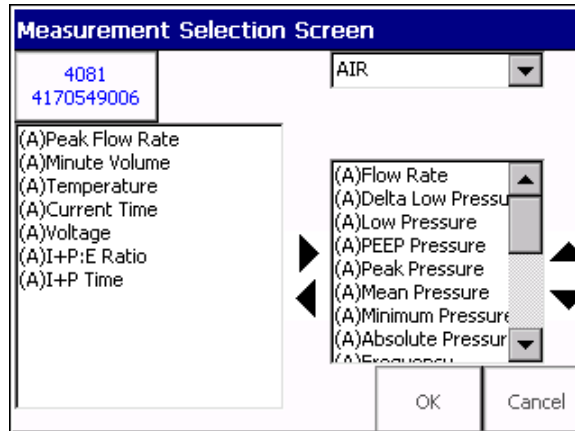 Measurement Selection Screen
4081
4170549006
AIR
(A)Peak Flow Rate
(A)Minute Volume
(A)Temperature
(A)Current Time
(A)Voltage
(A)I+P:E Ratio
(A)I+P Time
(A)Flow Rate
(A)Delta Low Pressu
(A)Low Pressure
(A)PEEP Pressure
(A)Peak Pressure
(A)Mean Pressure
(A)Minimum Pressure
(A)Absolute Pressur
(A)Frequency
OK
Cancel